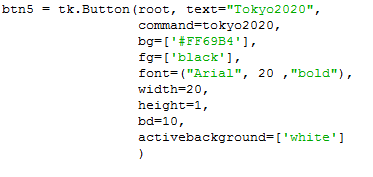 btn5 = tk.Button(root, text="Tokyo2020",
command=tokyo2020,
bg=['#FF69B4'],
fg=['black'],
font=("Arial", 20 ,"bold"),
width=20,
height=1,
bd=10,
activebackground=['white']
)